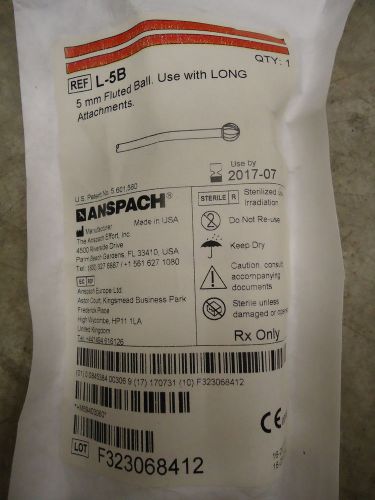 REF L-5B
QTY: 1
5 mm Fluted Ball. Use with LONG
Attachments.
Use by
2017-07
U.S. Patent No. 5,601,560
ANSPACH®
Made in USA
Manufacturer
The Anspach Effort, Inc.
4500 Riverside Drive
Palm Beach Gardens, FL 33410, USA
Tel: 1 800 327 6887 / +1 561 627 1080
EC REP
Anspach Europe Ltd.
Aston Court, Kingsmead Business Park
Frederick Place
High Wycombe, HP11 1LA
United Kingdom
STERILE R
Sterilized
Irradiation
Do Not Re-use
Keep Dry
Caution, consult
accompanying
documents
Sterile unless
damaged or
Rx Only
(17) 170731 (10) F323068412
CE
LOT F323068412